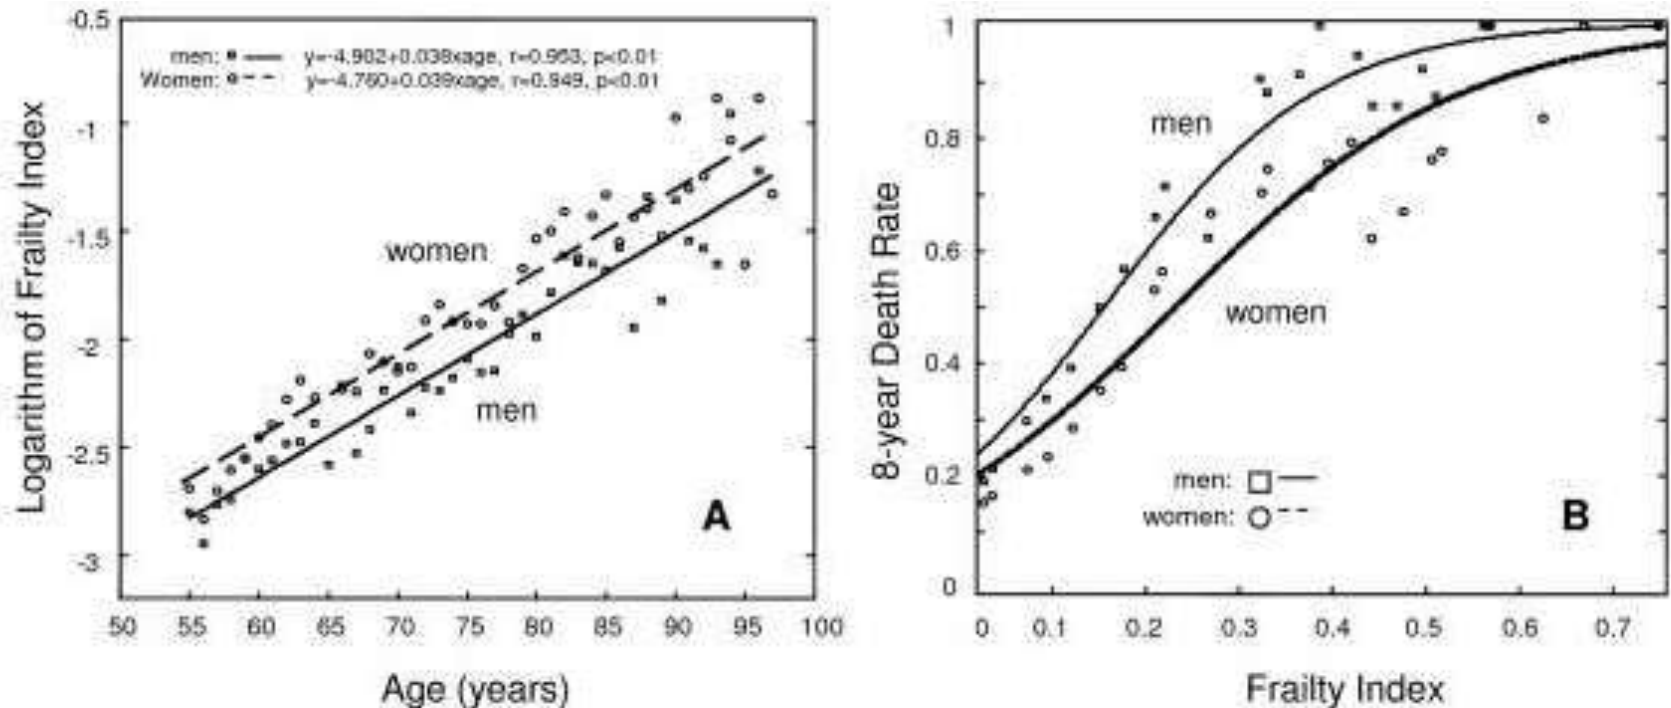 Logarithm of Frailty Index
-0.5
-1
-1.5
-2
-2.5
-3
men: y=-4.902+0.038xage, r=0.953, p<0.01
Women: y=-4.760+0.039xage, r=0.949, p<0.01
women
men
A
50 55 60 65 70 75 80 85 90 95 100
Age (years)
8-year Death Rate
1
0.8
0.6
0.4
0.2
0
men
women
men:
women:
B
0 0.1 0.2 0.3 0.4 0.5 0.6 0.7
Frailty Index